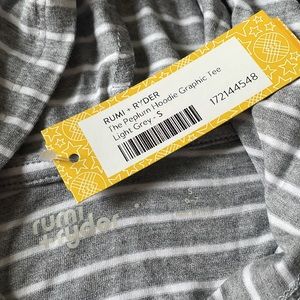 RUMI + RYDER
The Peplum Hoodie Graphic Tee
Light Grey . S
172144548
rumi
+ryder
S